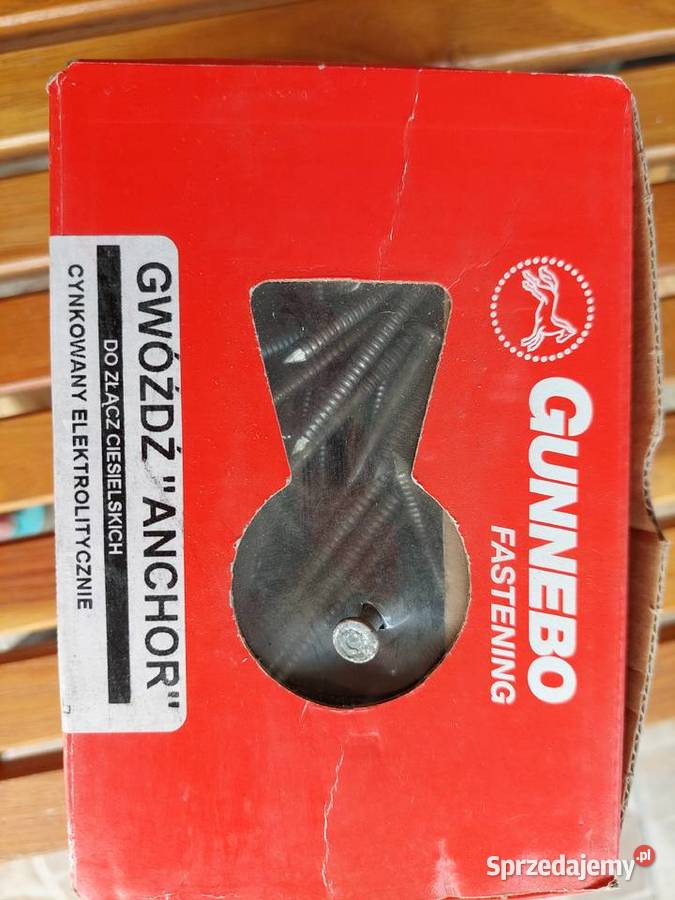 GUNNEBO
FASTENING
GWÓŹDŹ "ANCHOR"
DO ZŁĄCZ CIESIELSKICH
CYNKOWANY ELEKTROLITYCZNIE
Sprzedajemy.pl